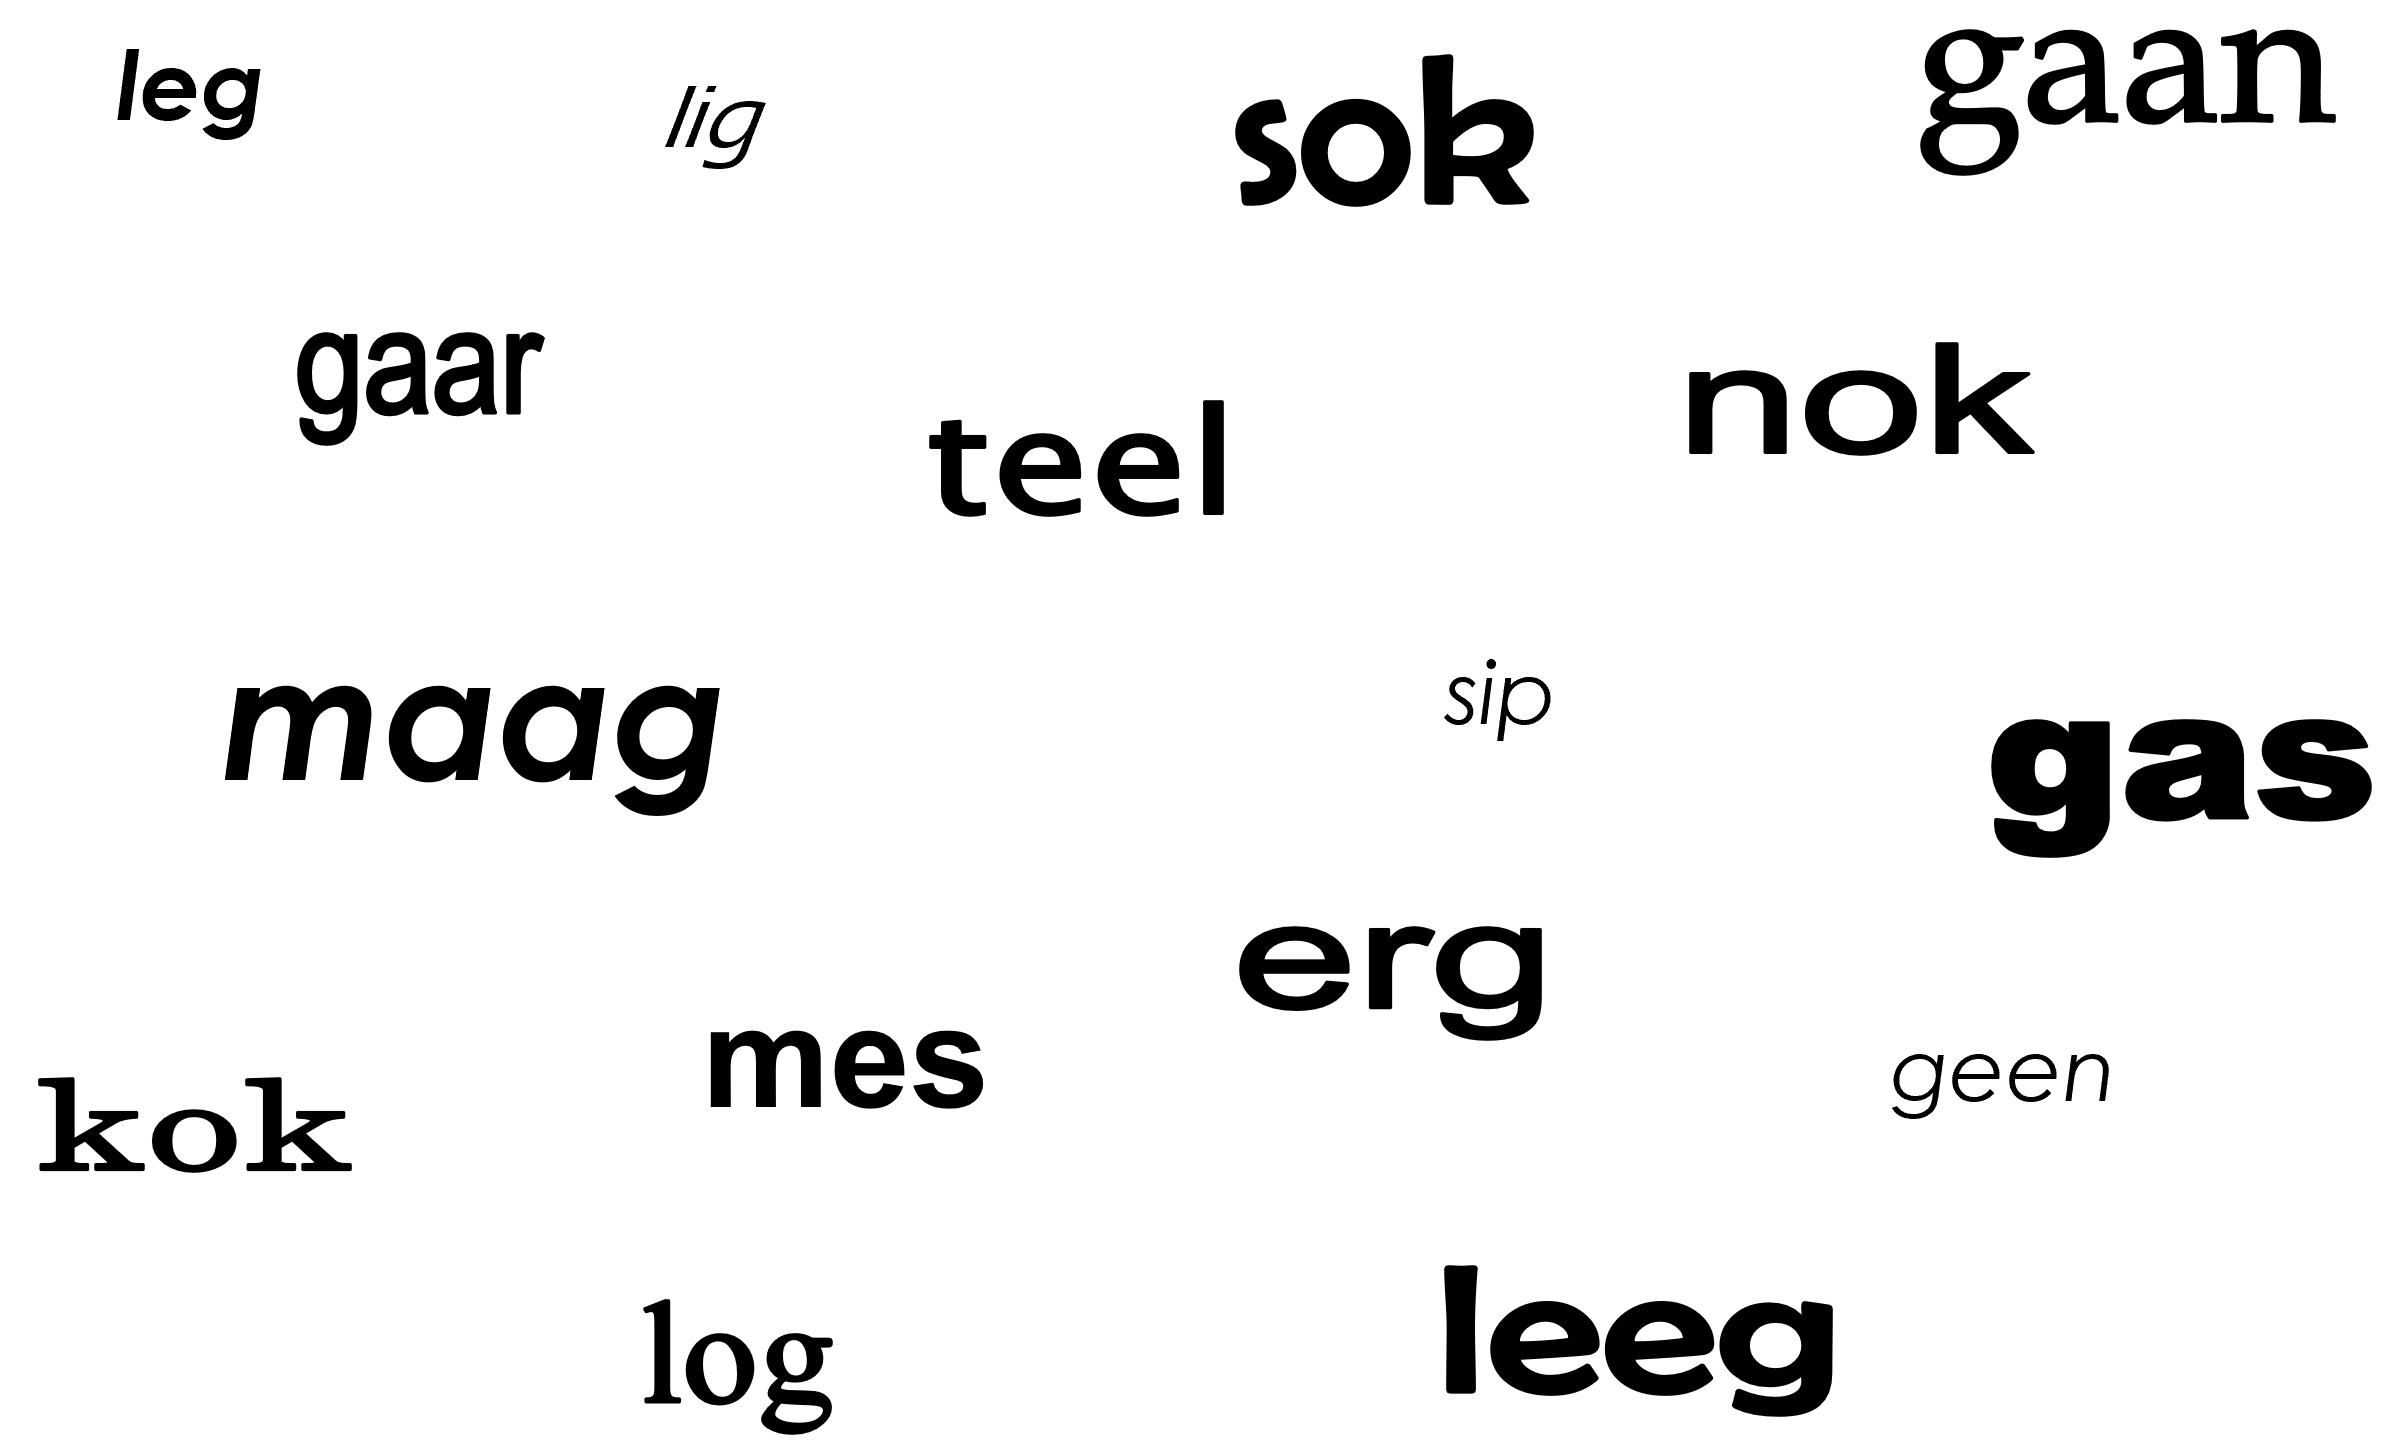 leg
lig
sok
gaan
gaar
teel
nok
maag
sip
gas
erg
mes
geen
kok
log
leeg